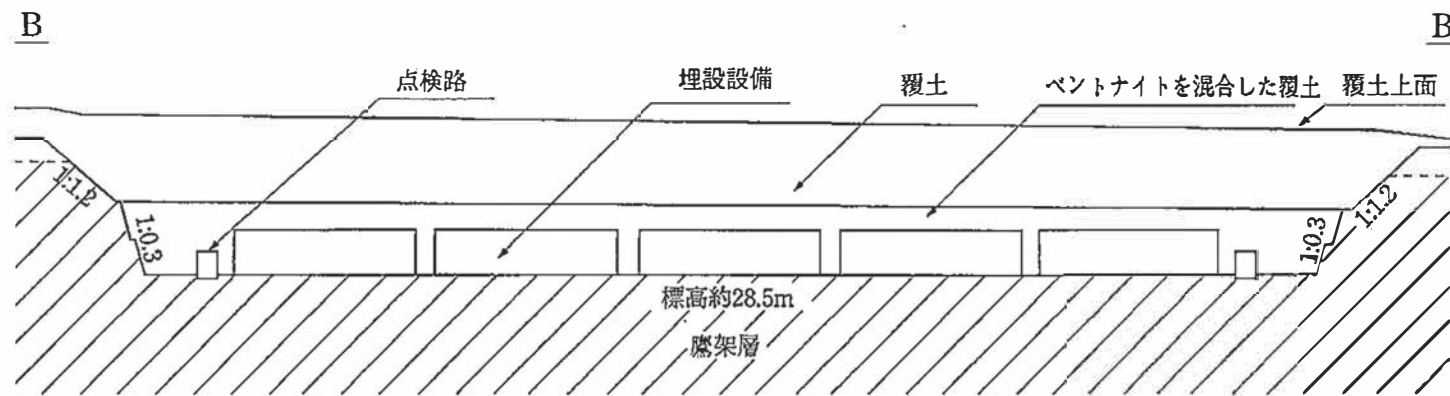 B
B
点検路
埋設設備
覆土
ベントナイトを混合した覆土
覆土上面
1:1.2
1:0.3
1:0.3
1:1.2
標高約28.5m
鷹架層